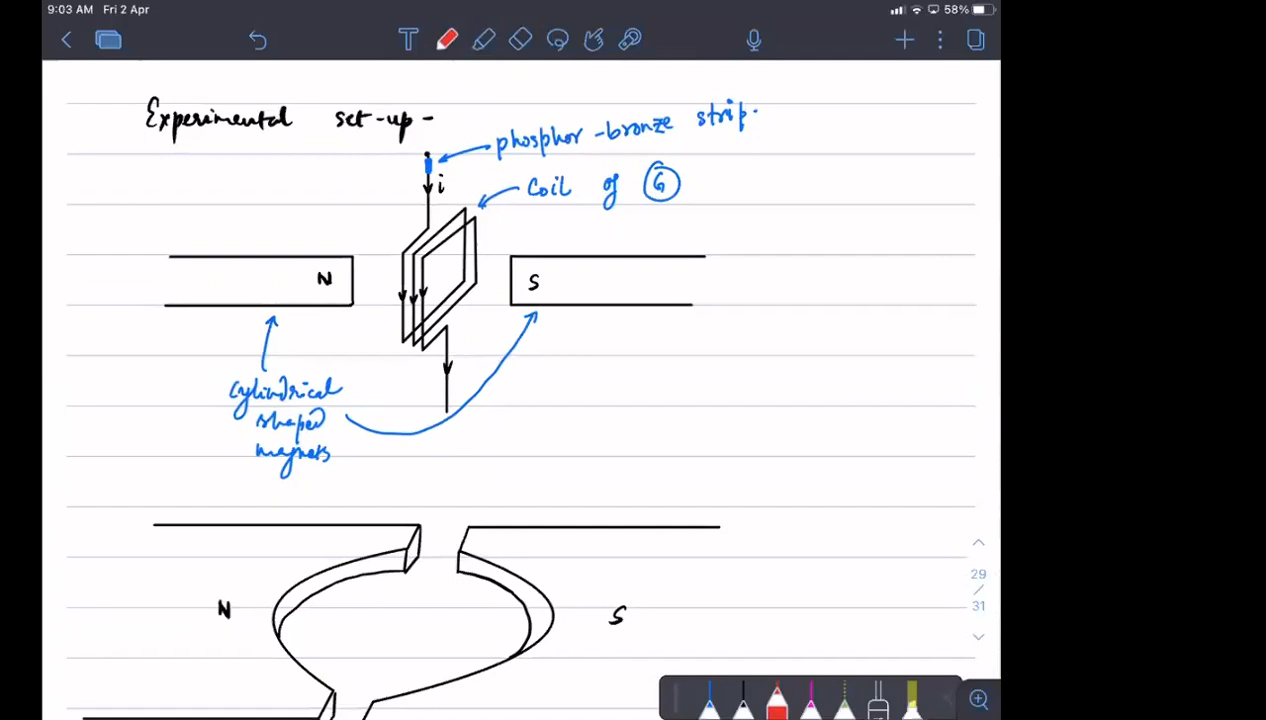 9:03 AM Fri 2 Apr
58%
T
Experimental set-up -
phosphor-bronze strip.
i
coil of G
N
S
cylindrical
shaped
magnets
N
S
29
/
31